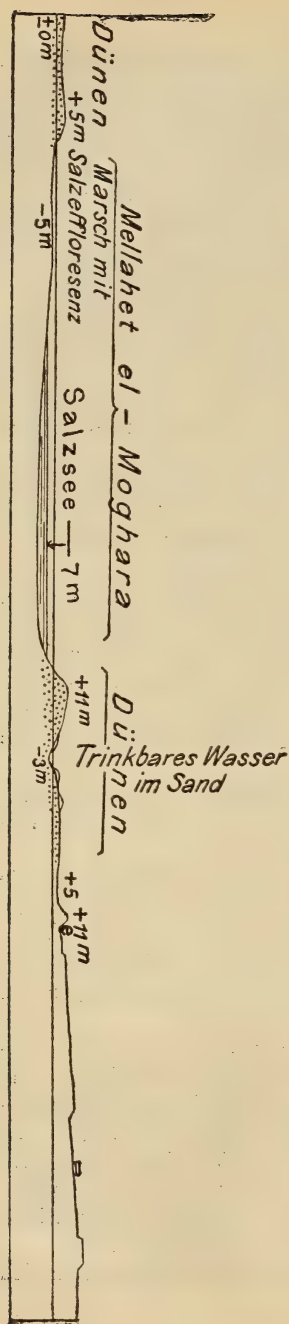 Mellahet el-Moghara
Dünen
Marsch mit
Salzeffloresenz
±0m
+5m
-5m
Salzsee
7m
Dünen
+11m
-3m
Trinkbares Wasser
im Sand
+5
+11m
e